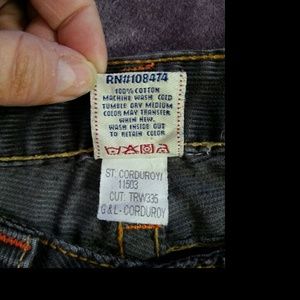 RN#108474
100% COTTON
MACHINE WASH COLD
TUMBLE DRY MEDIUM
COLOR MAY TRANSFER
WHEN NEW.
WASH INSIDE OUT
TO RETAIN COLOR
ST: CORDUROY/
11503
CUT: TRW335
G & L - CORDUROY